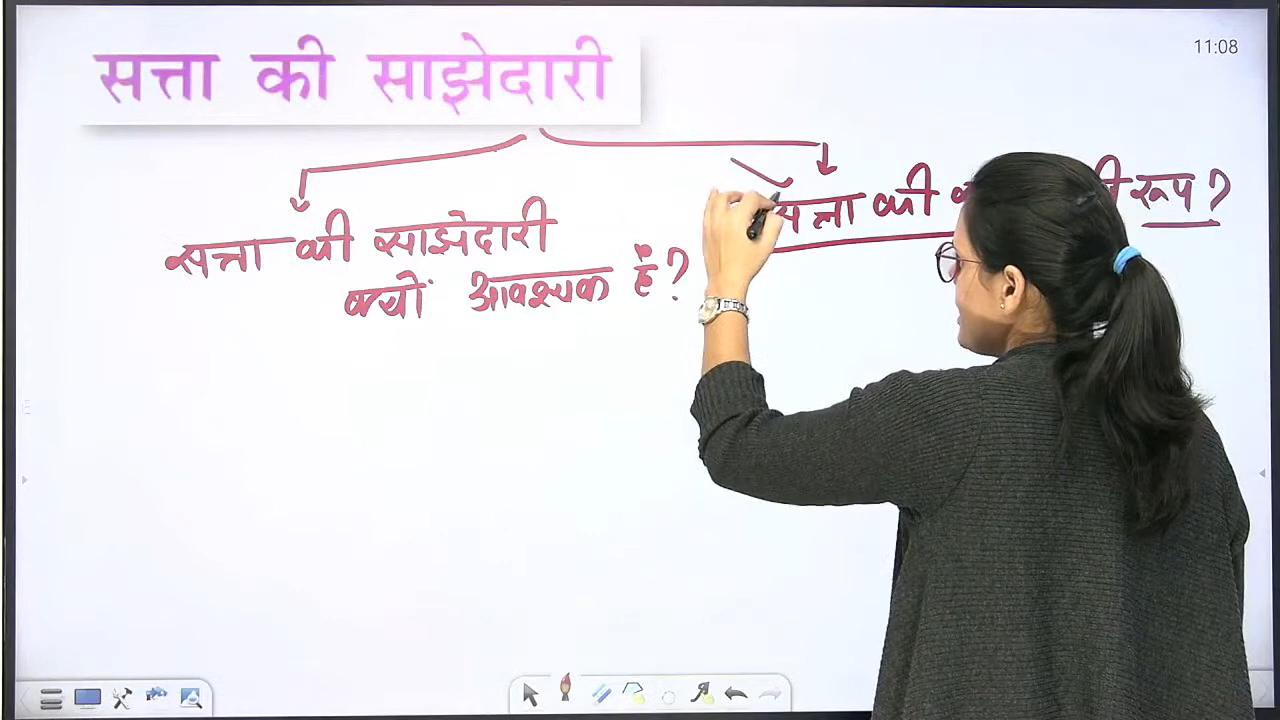 11:08
सत्ता की साझेदारी
सत्ता की रूप?
सत्ता की साझेदारी
क्यों आवश्यक हैं?